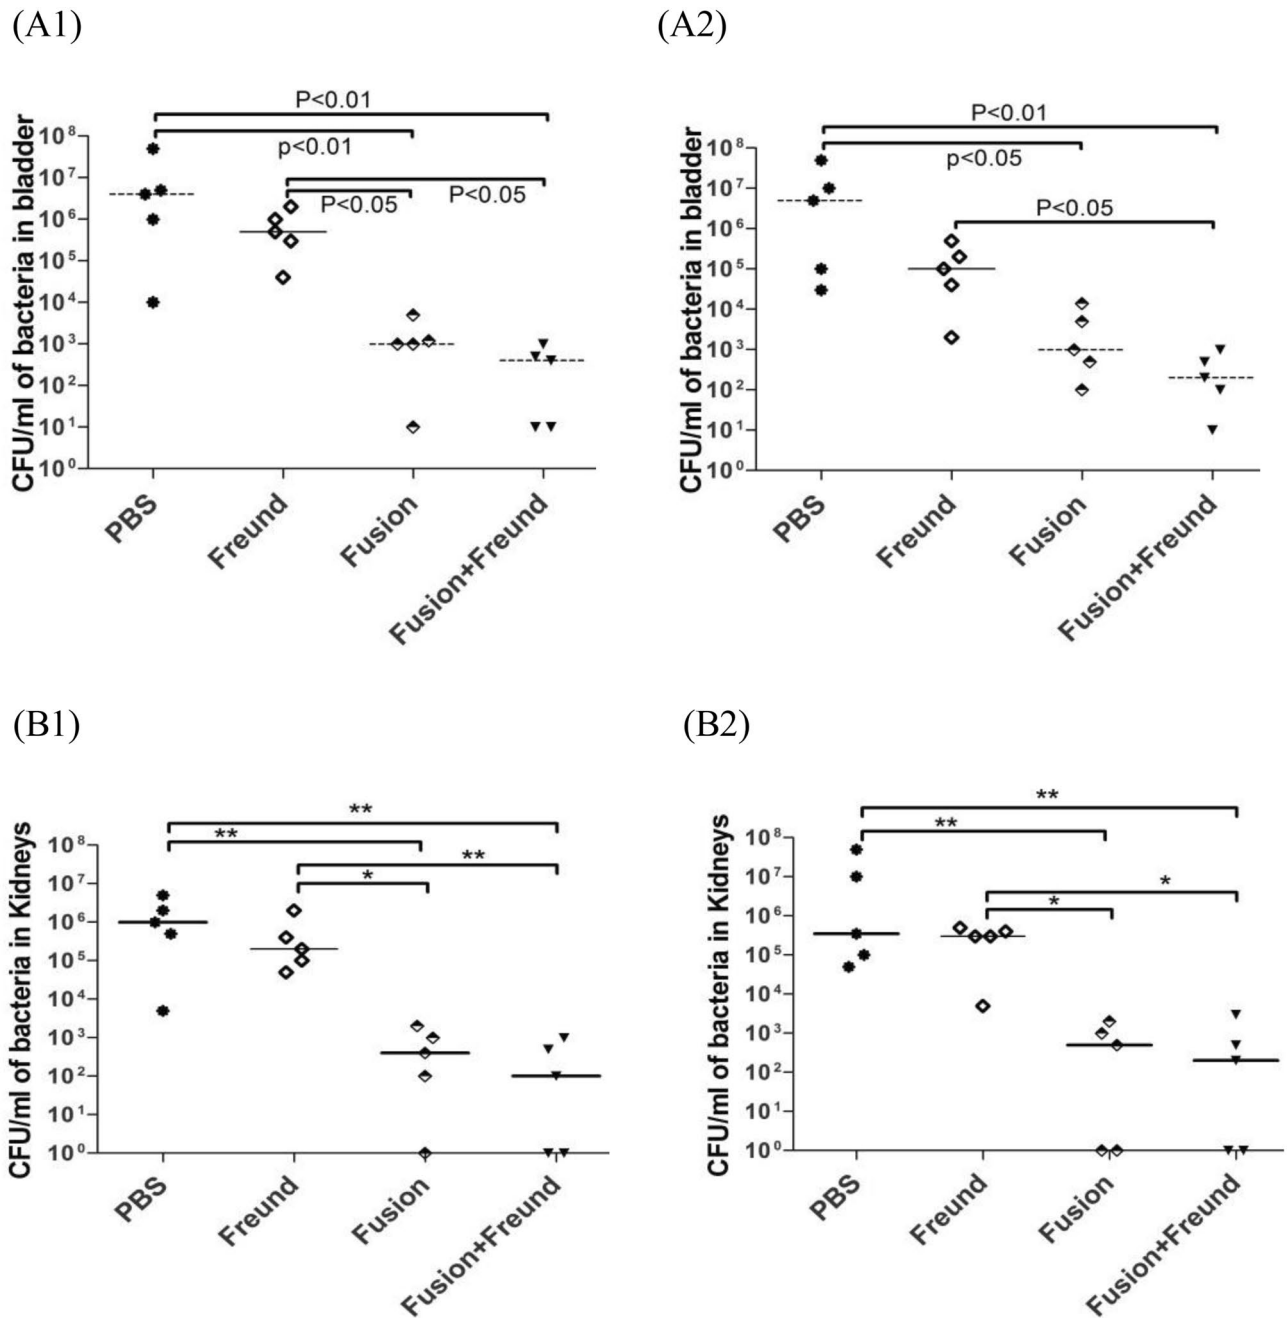 (A1)
CFU/ml of bacteria in bladder
P<0.01
p<0.01
P<0.05
P<0.05
10⁸
10⁷
10⁶
10⁵
10⁴
10³
10²
10¹
10⁰
PBS
Freund
Fusion
Fusion+Freund
(A2)
CFU/ml of bacteria in bladder
P<0.01
p<0.05
P<0.05
10⁸
10⁷
10⁶
10⁵
10⁴
10³
10²
10¹
10⁰
PBS
Freund
Fusion
Fusion+Freund
(B1)
CFU/ml of bacteria in Kidneys
**
**
**
*
10⁸
10⁷
10⁶
10⁵
10⁴
10³
10²
10¹
10⁰
PBS
Freund
Fusion
Fusion+Freund
(B2)
CFU/ml of bacteria in Kidneys
**
**
*
*
10⁸
10⁷
10⁶
10⁵
10⁴
10³
10²
10¹
10⁰
PBS
Freund
Fusion
Fusion+Freund